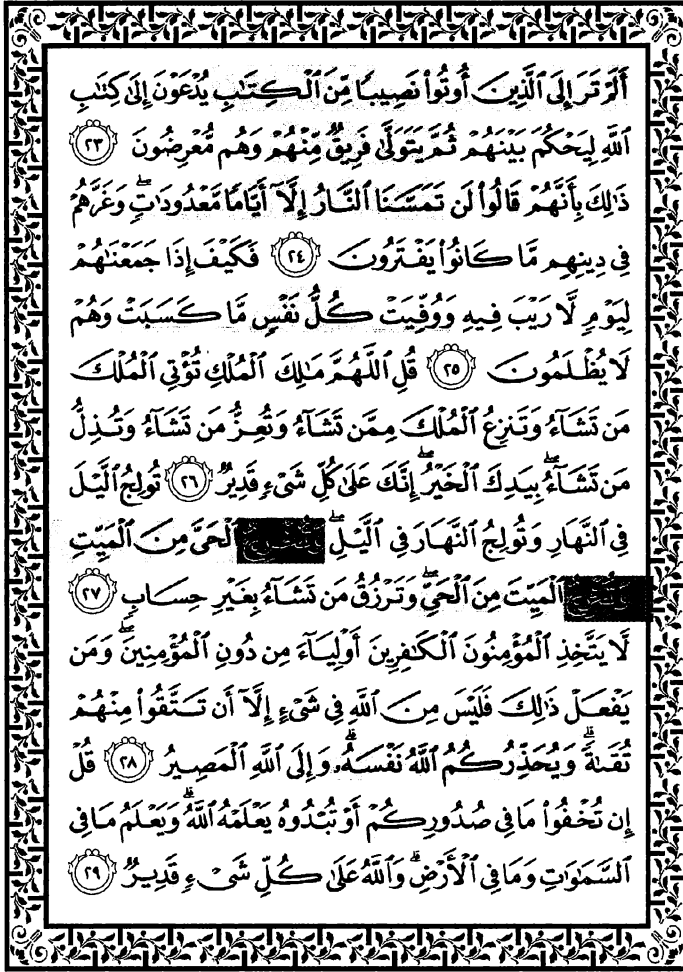 أَلَمْ تَرَ إِلَى ٱلَّذِينَ أُوتُوا۟ نَصِيبًا مِّنَ ٱلْكِتَٰبِ يُدْعَوْنَ إِلَىٰ كِتَٰبِ
ٱللَّهِ لِيَحْكُمَ بَيْنَهُمْ ثُمَّ يَتَوَلَّىٰ فَرِيقٌ مِّنْهُمْ وَهُم مُّعْرِضُونَ ٢٣
ذَٰلِكَ بِأَنَّهُمْ قَالُوا۟ لَن تَمَسَّنَا ٱلنَّارُ إِلَّآ أَيَّامًا مَّعْدُودَٰتٍ ۖ وَغَرَّهُمْ
فِى دِينِهِم مَّا كَانُوا۟ يَفْتَرُونَ ٢٤ فَكَيْفَ إِذَا جَمَعْنَٰهُمْ
لِيَوْمٍ لَّا رَيْبَ فِيهِ وَوُفِّيَتْ كُلُّ نَفْسٍ مَّا كَسَبَتْ وَهُمْ
لَا يُظْلَمُونَ ٢٥ قُلِ ٱللَّهُمَّ مَٰلِكَ ٱلْمُلْكِ تُؤْتِى ٱلْمُلْكَ
مَن تَشَآءُ وَتَنزِعُ ٱلْمُلْكَ مِمَّن تَشَآءُ وَتُعِزُّ مَن تَشَآءُ وَتُذِلُّ
مَن تَشَآءُ ۖ بِيَدِكَ ٱلْخَيْرُ ۖ إِنَّكَ عَلَىٰ كُلِّ شَىْءٍ قَدِيرٌ ٢٦ تُولِجُ ٱلَّيْلَ
فِى ٱلنَّهَارِ وَتُولِجُ ٱلنَّهَارَ فِى ٱلَّيْلِ ۖ وَتُخْرِجُ ٱلْحَىَّ مِنَ ٱلْمَيِّتِ
وَتُخْرِجُ ٱلْمَيِّتَ مِنَ ٱلْحَىِّ ۖ وَتَرْزُقُ مَن تَشَآءُ بِغَيْرِ حِسَابٍ ٢٧
لَّا يَتَّخِذِ ٱلْمُؤْمِنُونَ ٱلْكَٰفِرِينَ أَوْلِيَآءَ مِن دُونِ ٱلْمُؤْمِنِينَ ۖ وَمَن
يَفْعَلْ ذَٰلِكَ فَلَيْسَ مِنَ ٱللَّهِ فِى شَىْءٍ إِلَّآ أَن تَتَّقُوا۟ مِنْهُمْ
تُقَىٰةً ۗ وَيُحَذِّرُكُمُ ٱللَّهُ نَفْسَهُۥ ۗ وَإِلَى ٱللَّهِ ٱلْمَصِيرُ ٢٨ قُلْ
إِن تُخْفُوا۟ مَا فِى صُدُورِكُمْ أَوْ تُبْدُوهُ يَعْلَمْهُ ٱللَّهُ ۗ وَيَعْلَمُ مَا فِى
ٱلسَّمَٰوَٰتِ وَمَا فِى ٱلْأَرْضِ ۗ وَٱللَّهُ عَلَىٰ كُلِّ شَىْءٍ قَدِيرٌ ٢٩